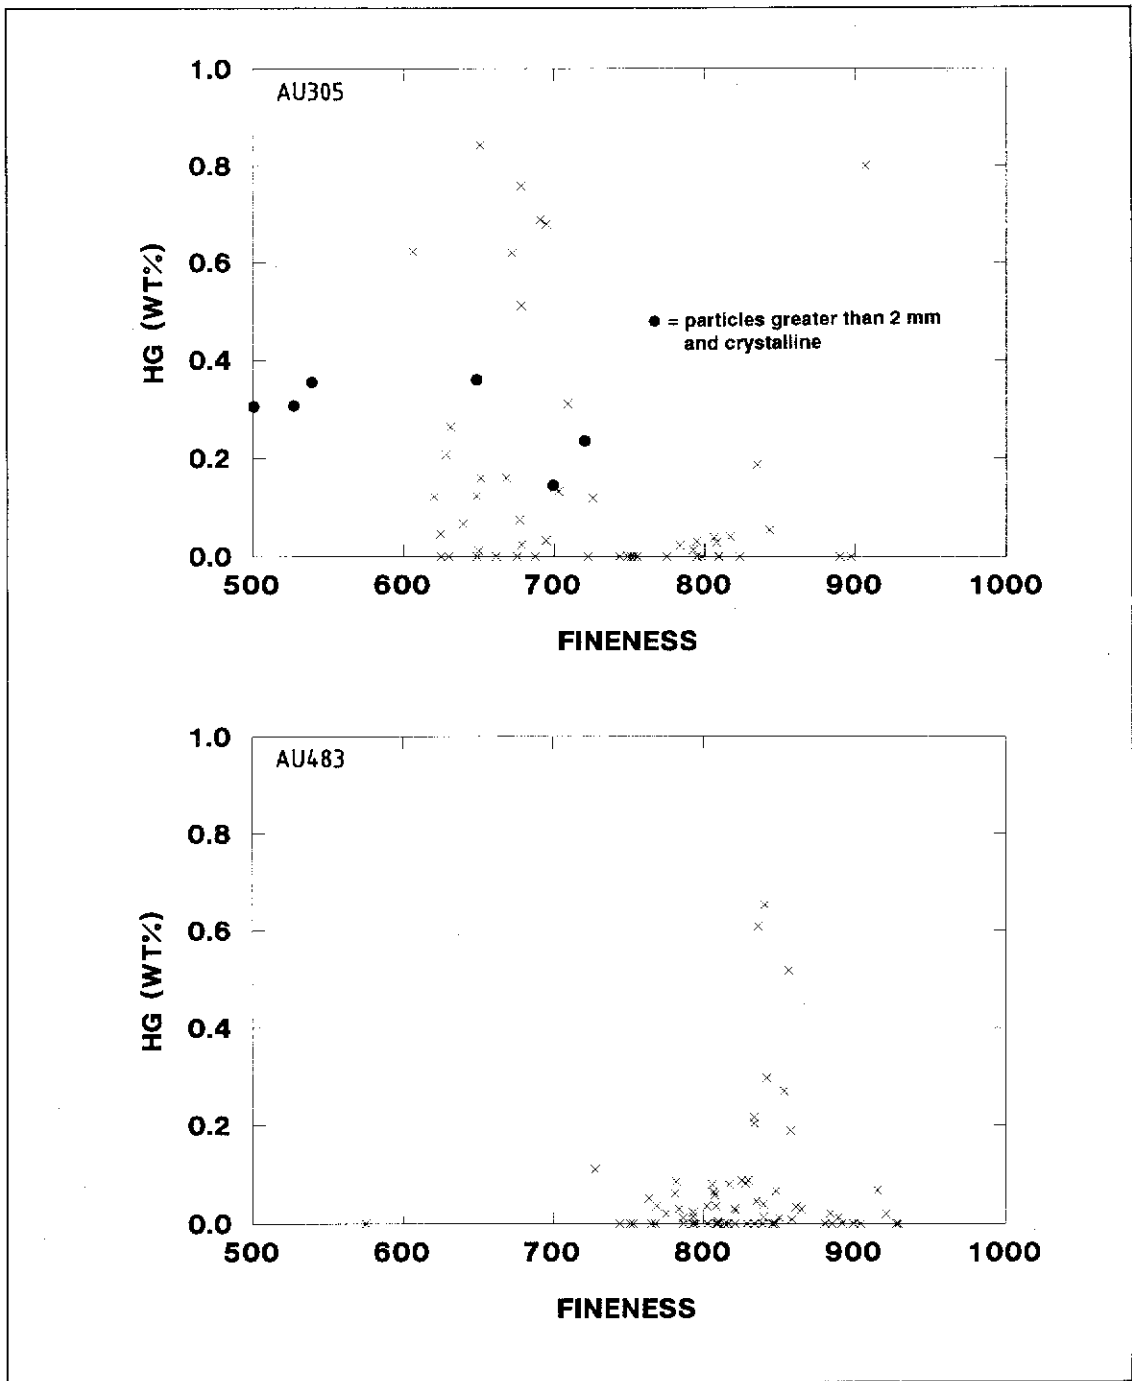 1.0
AU305
0.8
0.6
HG (WT%)
● = particles greater than 2 mm
and crystalline
0.4
0.2
0.0
500 600 700 800 900 1000
FINENESS
1.0
AU483
0.8
0.6
HG (WT%)
0.4
0.2
0.0
500 600 700 800 900 1000
FINENESS